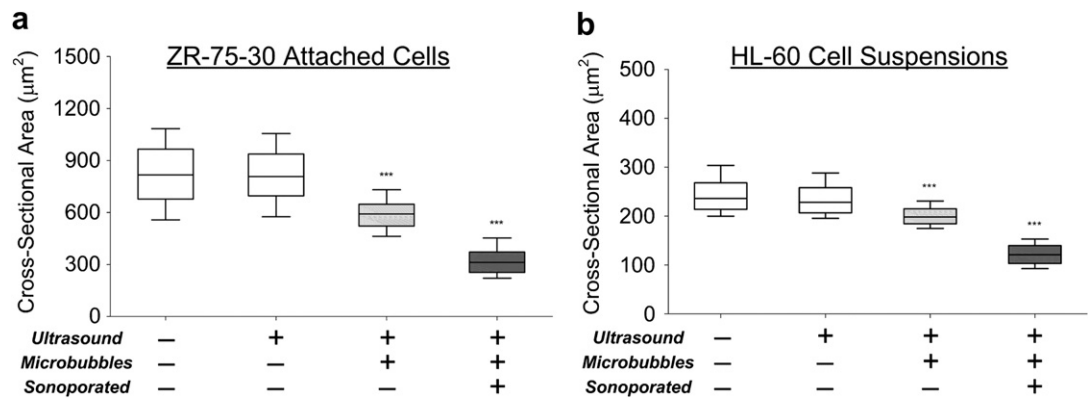 a
ZR-75-30 Attached Cells
Cross-Sectional Area (μm²)
1500
1200
900
600
300
0
***
***
Ultrasound − + + +
Microbubbles − − + +
Sonoporated − − − +
b
HL-60 Cell Suspensions
Cross-Sectional Area (μm²)
500
400
300
200
100
0
***
***
Ultrasound − + + +
Microbubbles − − + +
Sonoporated − − − +